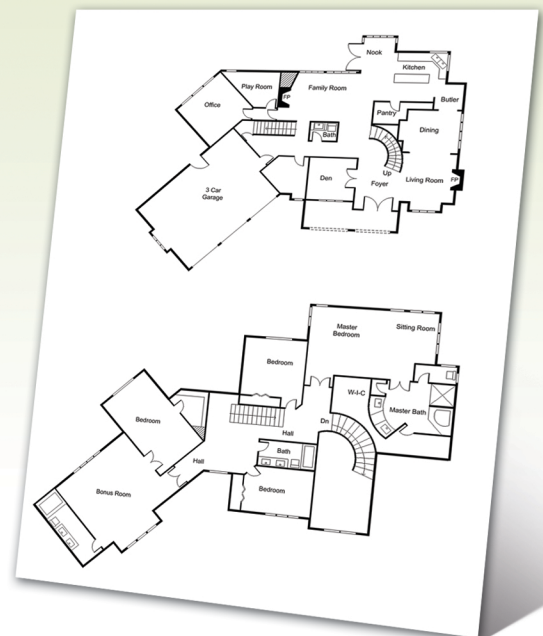 Nook
Kitchen
Play Room
Family Room
FP
Office
Butler
Pantry
Bath
Dining
Up
Den
Foyer
Living Room
FP
3 Car
Garage
Master
Bedroom
Sitting Room
Bedroom
W-I-C
Bedroom
Master Bath
Dn
Hall
Bath
Hall
Bonus Room
Bedroom